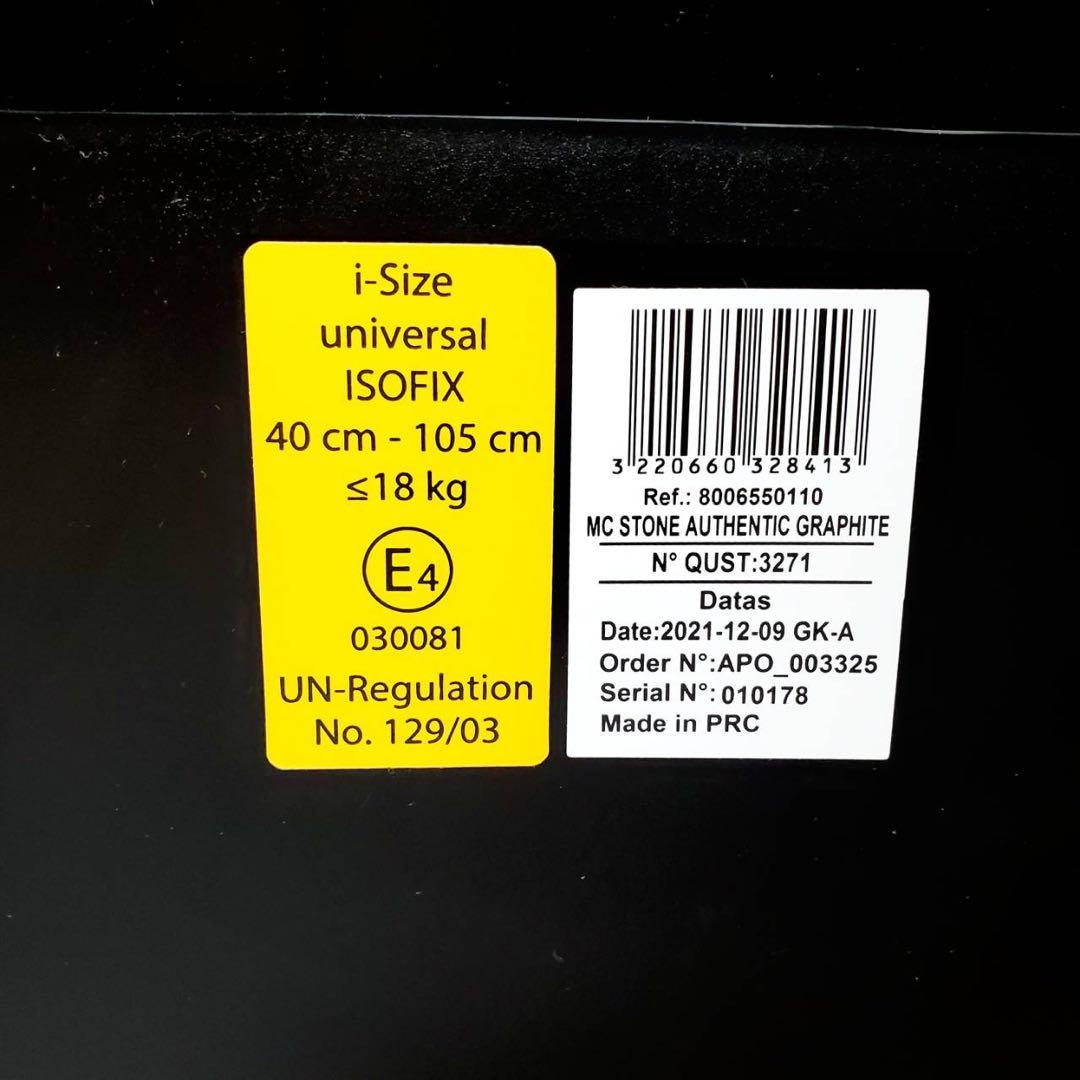 i-Size
universal
ISOFIX
40 cm - 105 cm
≤18 kg
E4
030081
UN-Regulation
No. 129/03
3 220660 328413
Ref.: 8006550110
MC STONE AUTHENTIC GRAPHITE
N° QUST:3271
Datas
Date:2021-12-09 GK-A
Order N°:APO_003325
Serial N°: 010178
Made in PRC